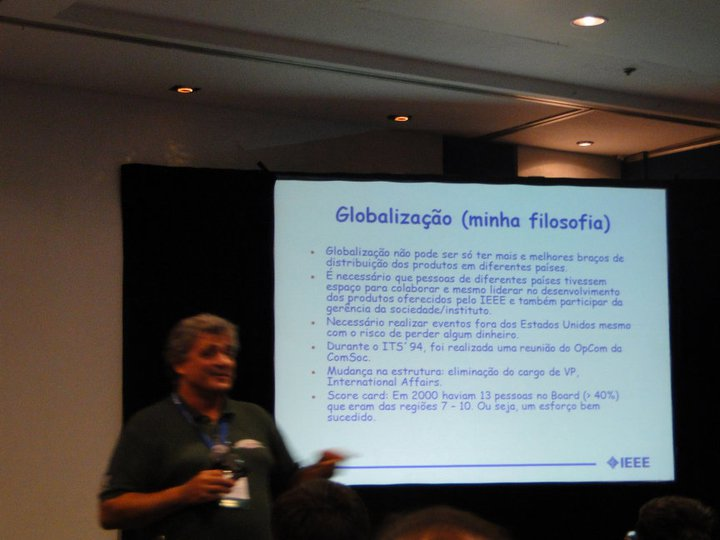 Globalização (minha filosofia)
• Globalização não pode ser só ter mais e melhores braços de
distribuição dos produtos em diferentes países.
• É necessário que pessoas de diferentes países tivessem
espaço para colaborar e mesmo liderar no desenvolvimento
dos produtos oferecidos pelo IEEE e também participar da
gerência da sociedade/instituto.
• Necessário realizar eventos fora dos Estados Unidos mesmo
com o risco de perder algum dinheiro.
• Durante o ITS´94, foi realizada uma reunião do OpCom da
ComSoc.
• Mudança na estrutura: eliminação do cargo de VP,
International Affairs.
• Score card: Em 2000 haviam 13 pessoas no Board (> 40%)
que eram das regiões 7 - 10. Ou seja, um esforço bem
sucedido.
IEEE